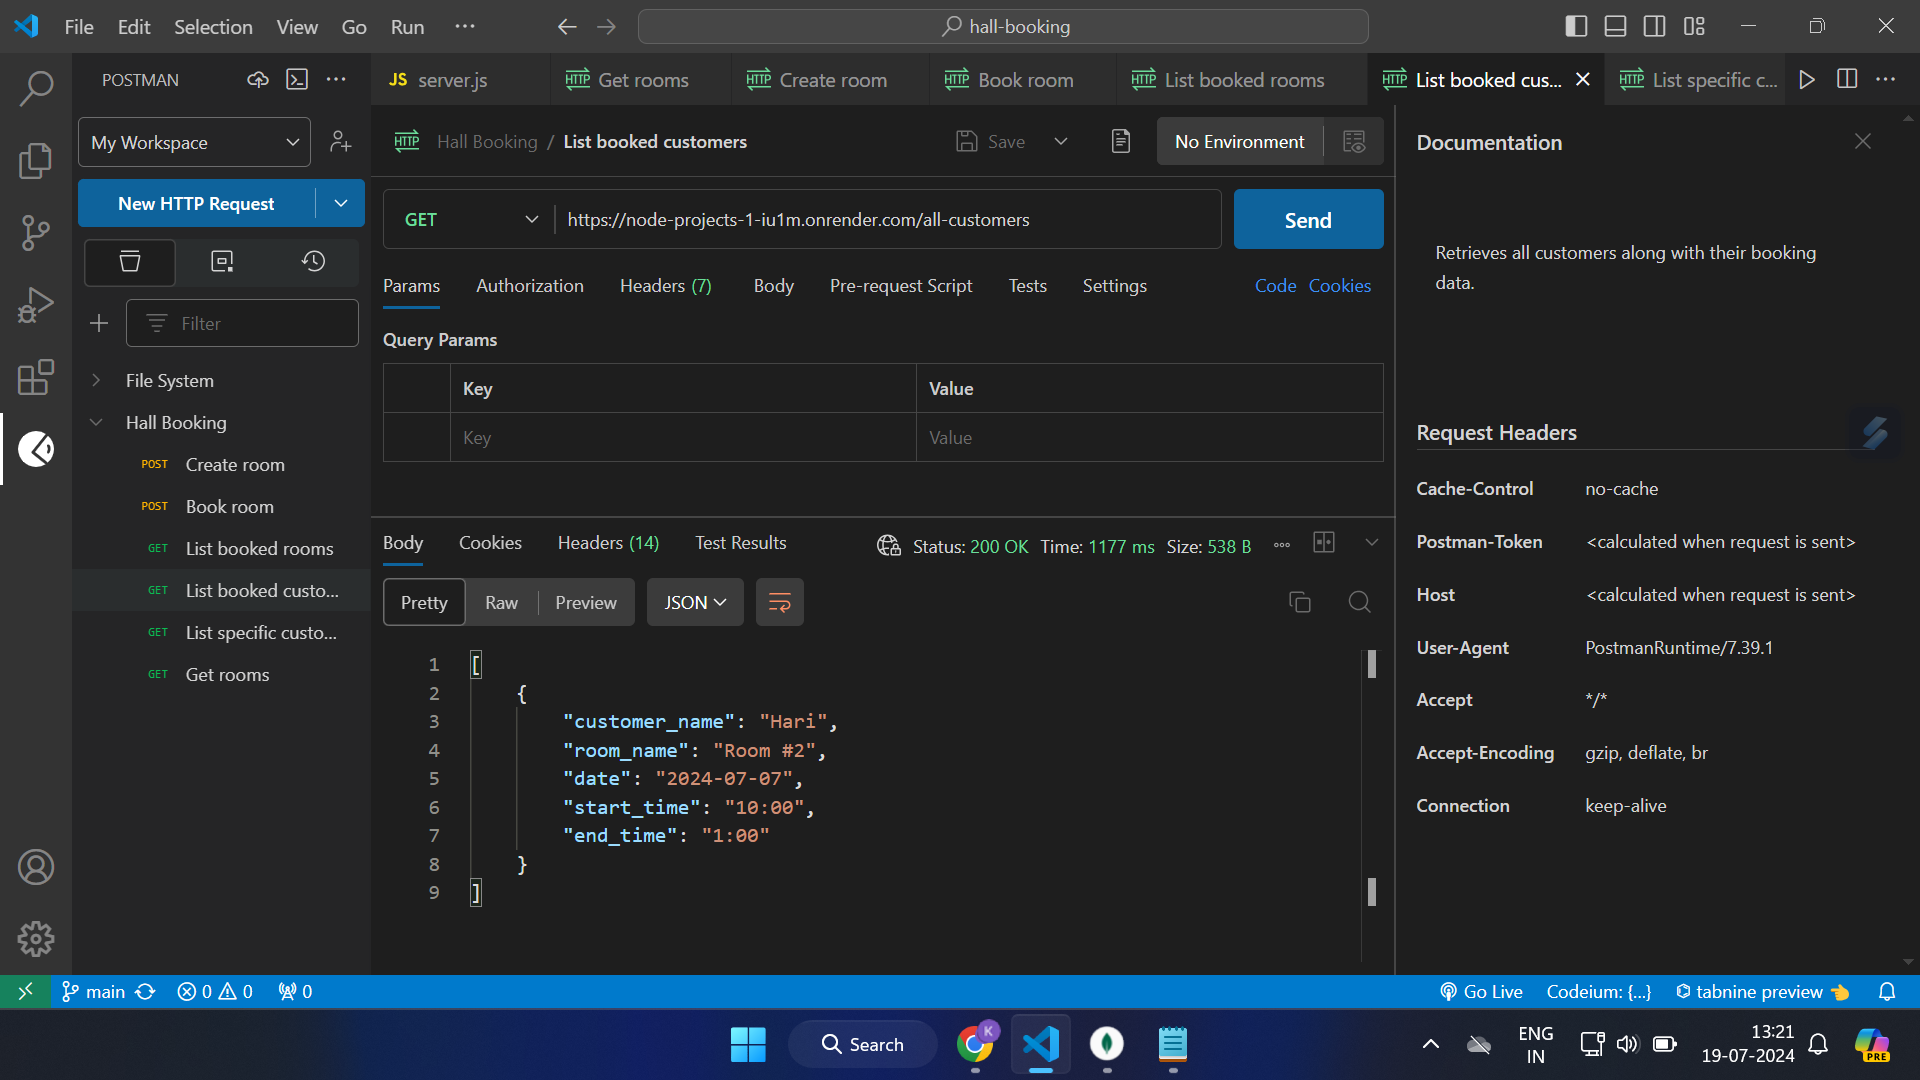 File Edit Selection View Go Run ··· hall-booking
POSTMAN
JS server.js HTTP Get rooms HTTP Create room HTTP Book room HTTP List booked rooms HTTP List booked cus... HTTP List specific c...
My Workspace
HTTP Hall Booking / List booked customers Save No Environment
Documentation
New HTTP Request
GET https://node-projects-1-iu1m.onrender.com/all-customers Send
Retrieves all customers along with their booking
data.
Params Authorization Headers (7) Body Pre-request Script Tests Settings Code Cookies
Filter
Query Params
Key Value
Key Value
File System
Hall Booking
POST Create room
POST Book room
GET List booked rooms
GET List booked custo...
GET List specific custo...
GET Get rooms
Body Cookies Headers (14) Test Results Status: 200 OK Time: 1177 ms Size: 538 B
Pretty Raw Preview JSON
1 [
2 {
3 "customer_name": "Hari",
4 "room_name": "Room #2",
5 "date": "2024-07-07",
6 "start_time": "10:00",
7 "end_time": "1:00"
8 }
9 ]
Request Headers
Cache-Control no-cache
Postman-Token <calculated when request is sent>
Host <calculated when request is sent>
User-Agent PostmanRuntime/7.39.1
Accept */*
Accept-Encoding gzip, deflate, br
Connection keep-alive
main 0 0 0 Go Live Codeium: {...} tabnine preview
Search K ENG
IN
13:21
19-07-2024
PRE